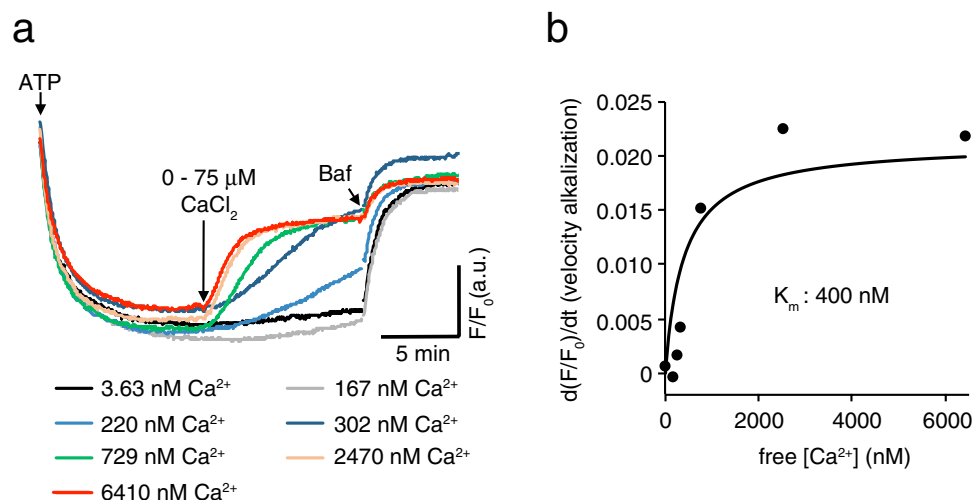 a
ATP
0 - 75 μM
CaCl₂
Baf
F/F₀(a.u.)
5 min
3.63 nM Ca²⁺
167 nM Ca²⁺
220 nM Ca²⁺
302 nM Ca²⁺
729 nM Ca²⁺
2470 nM Ca²⁺
6410 nM Ca²⁺
b
d(F/F₀)/dt (velocity alkalization)
0.025
0.020
0.015
0.010
0.005
0
Kₘ : 400 nM
0
2000
4000
6000
free [Ca²⁺] (nM)